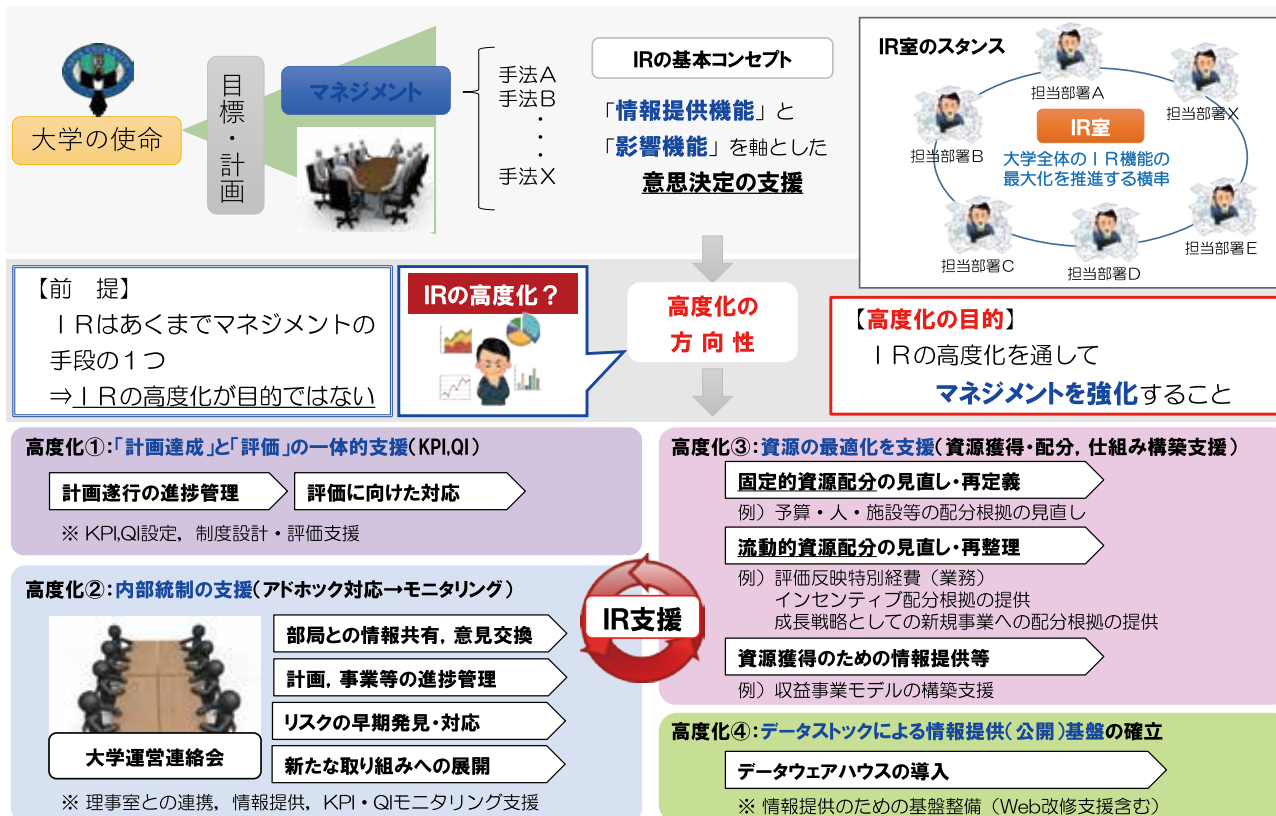 大学の使命
目標・計画
マネジメント
手法A
手法B
・
・
手法X
IRの基本コンセプト
「情報提供機能」と
「影響機能」を軸とした
意思決定の支援
IR室のスタンス
担当部署A
担当部署X
担当部署B
IR室
大学全体のＩＲ機能の
最大化を推進する横串
担当部署C
担当部署D
担当部署E
【前　提】
ＩＲはあくまでマネジメントの
手段の１つ
⇒ＩＲの高度化が目的ではない
IRの高度化？
高度化の
方 向 性
【高度化の目的】
ＩＲの高度化を通して
マネジメントを強化すること
高度化①：「計画達成」と「評価」の一体的支援（KPI,QI）
計画遂行の進捗管理
評価に向けた対応
※ KPI,QI設定，制度設計・評価支援
高度化②：内部統制の支援（アドホック対応→モニタリング）
大学運営連絡会
部局との情報共有，意見交換
計画，事業等の進捗管理
リスクの早期発見・対応
新たな取り組みへの展開
※ 理事室との連携，情報提供，KPI・QIモニタリング支援
IR支援
高度化③：資源の最適化を支援（資源獲得・配分，仕組み構築支援）
固定的資源配分の見直し・再定義
例）予算・人・施設等の配分根拠の見直し
流動的資源配分の見直し・再整理
例）評価反映特別経費（業務）
インセンティブ配分根拠の提供
成長戦略としての新規事業への配分根拠の提供
資源獲得のための情報提供等
例）収益事業モデルの構築支援
高度化④：データストックによる情報提供（公開）基盤の確立
データウェアハウスの導入
※ 情報提供のための基盤整備（Web改修支援含む）